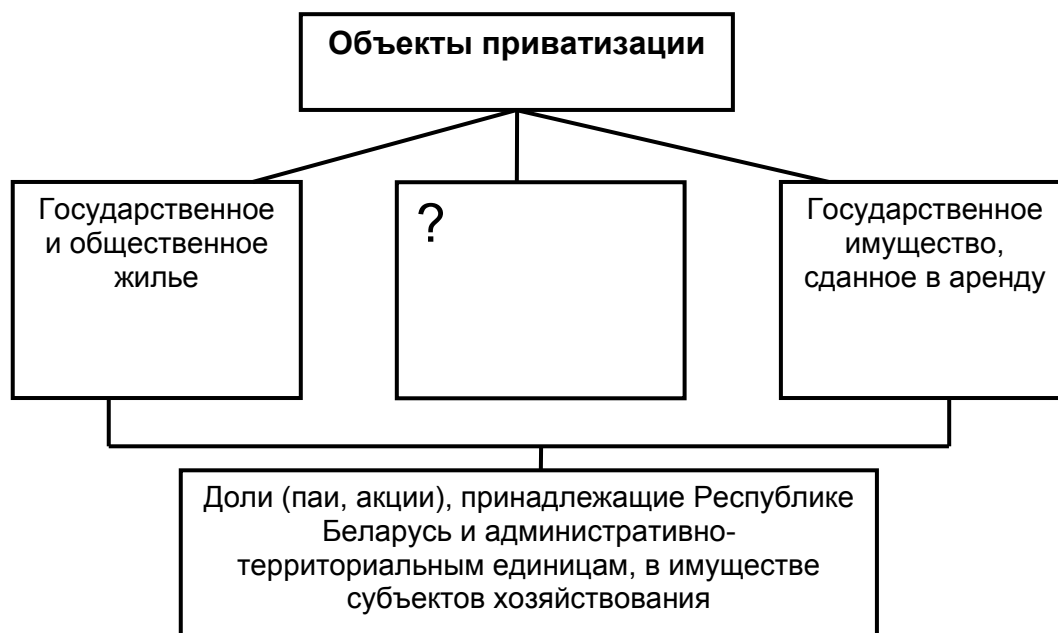 Объекты приватизации
Государственное
и общественное
жилье
?
Государственное
имущество,
сданное в аренду
Доли (паи, акции), принадлежащие Республике
Беларусь и административно-
территориальным единицам, в имуществе
субъектов хозяйствования